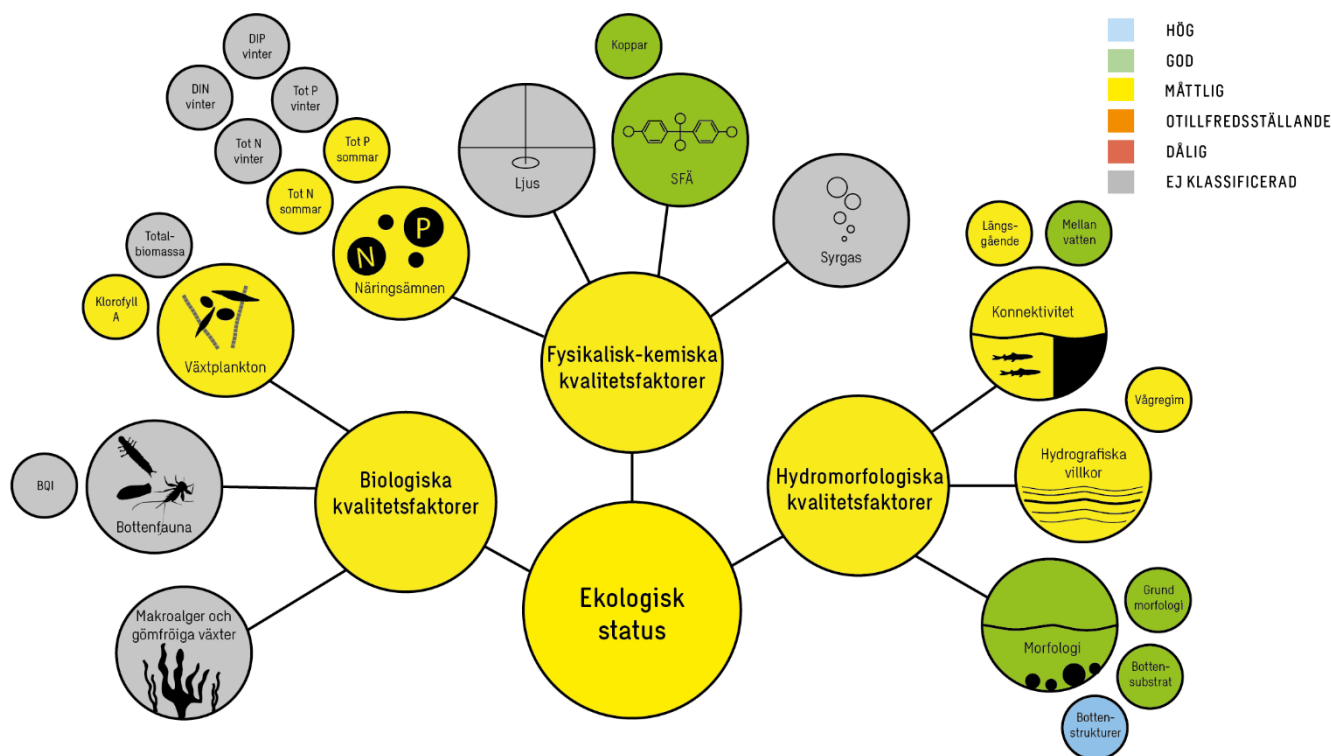 DIP
vinter
DIN
vinter
Tot P
vinter
Tot N
vinter
Tot P
sommar
Tot N
sommar
N
P
Näringsämnen
Ljus
Koppar
SFÄ
Syrgas
HÖG
GOD
MÅTTLIG
OTILLFREDSSTÄLLANDE
DÅLIG
EJ KLASSIFICERAD
Total-
biomassa
Klorofyll
A
Växtplankton
BQI
Bottenfauna
Makroalger och
gömfröiga växter
Biologiska
kvalitetsfaktorer
Fysikalisk-kemiska
kvalitetsfaktorer
Hydromorfologiska
kvalitetsfaktorer
Ekologisk
status
Längs-
gående
Mellan
vatten
Konnektivitet
Vågregim
Hydrografiska
villkor
Morfologi
Grund
morfologi
Botten-
substrat
Botten-
strukturer